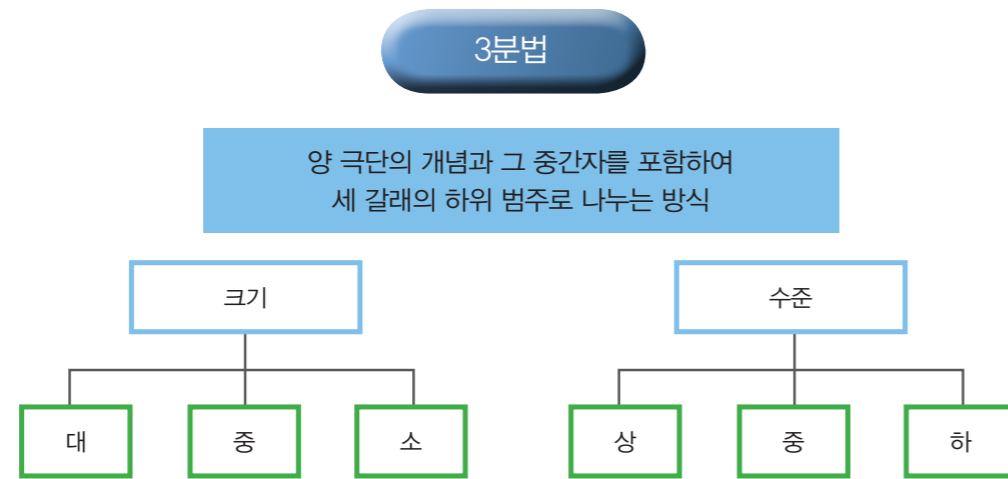 3분법
양 극단의 개념과 그 중간자를 포함하여
세 갈래의 하위 범주로 나누는 방식
크기
수준
대
중
소
상
중
하